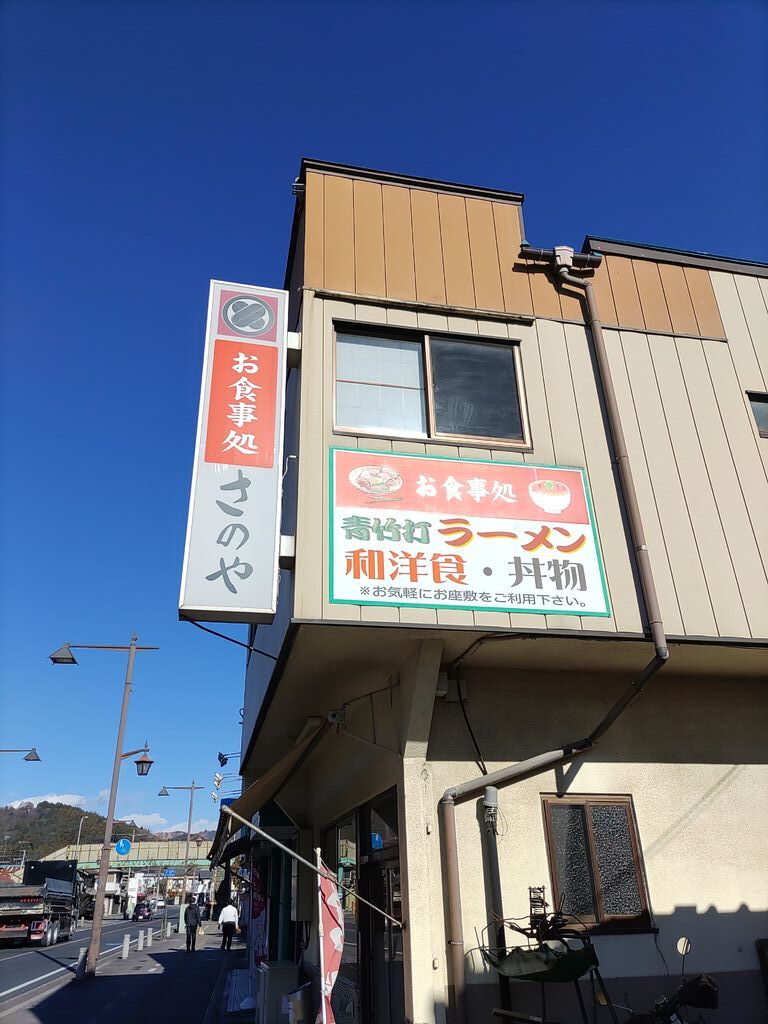 お食事処
さのや
お食事処
青竹打ラーメン
和洋食・丼物
※お気軽にお座敷をご利用下さい。